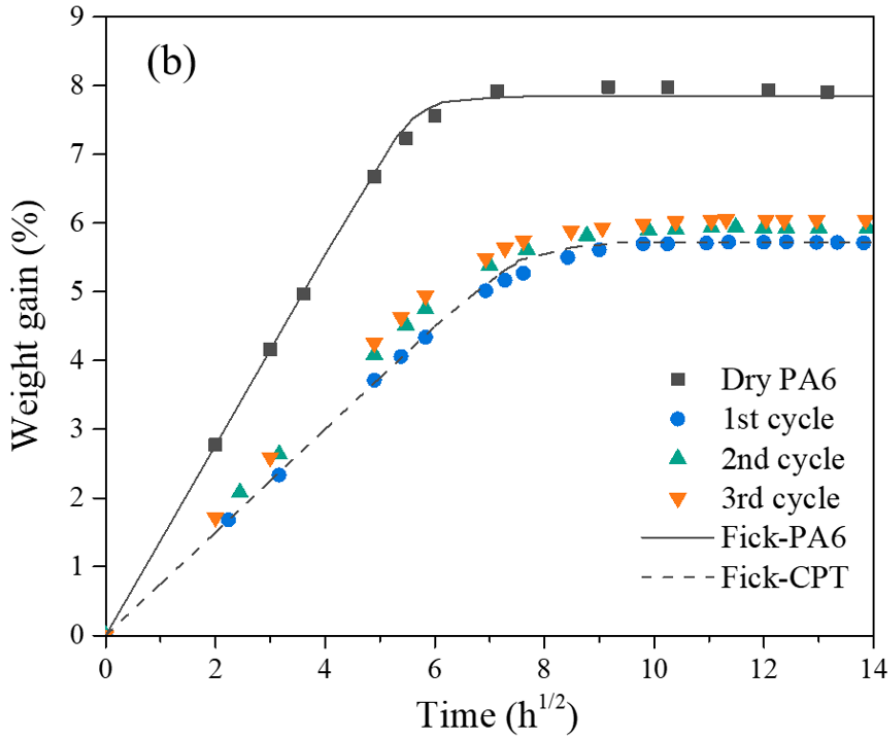 (b)
Weight gain (%)
9
8
7
6
5
4
3
2
1
0
Dry PA6
1st cycle
2nd cycle
3rd cycle
Fick-PA6
Fick-CPT
0 2 4 6 8 10 12 14
Time (h^{1/2})